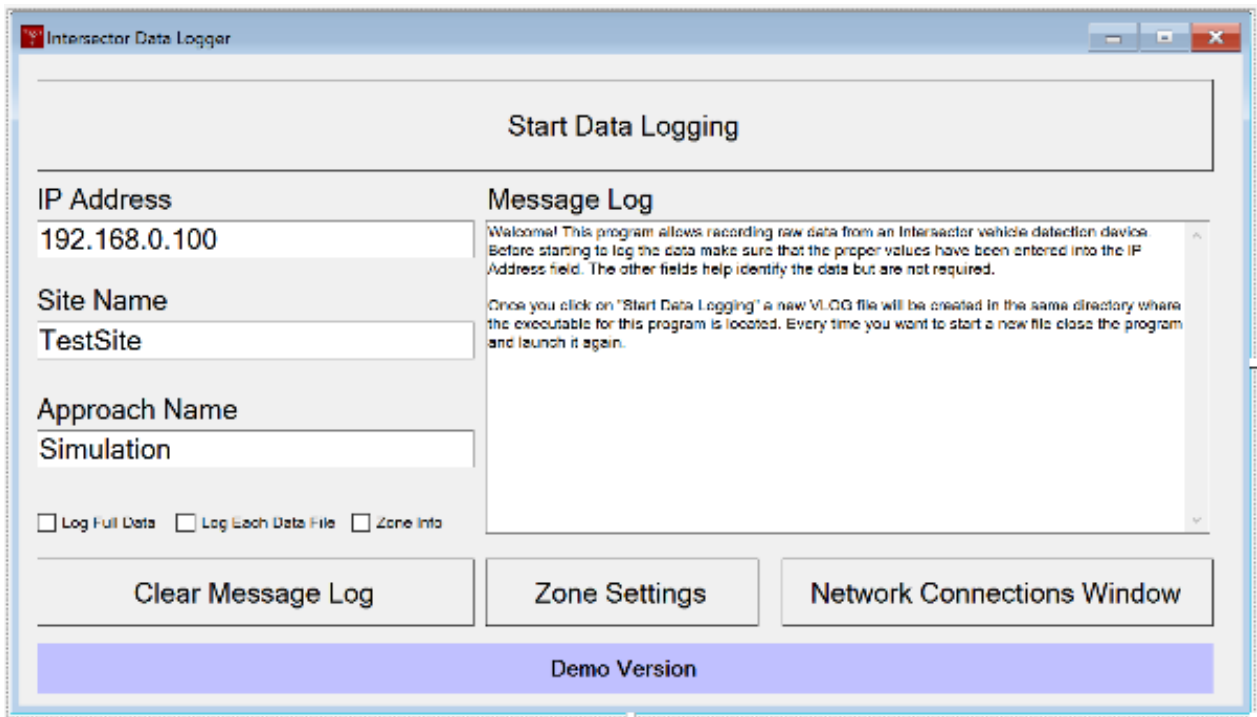 Intersector Data Logger
Start Data Logging
IP Address
192.168.0.100
Site Name
TestSite
Approach Name
Simulation
Log Full Data
Log Each Data File
Zone Info
Message Log
Welcome! This program allows recording raw data from an Intersector vehicle detection device.
Before starting to log the data make sure that the proper values have been entered into the IP
Address field. The other fields help identify the data but are not required.
Once you click on "Start Data Logging" a new VLOG file will be created in the same directory where
the executable for this program is located. Every time you want to start a new file close the program
and launch it again.
Clear Message Log
Zone Settings
Network Connections Window
Demo Version